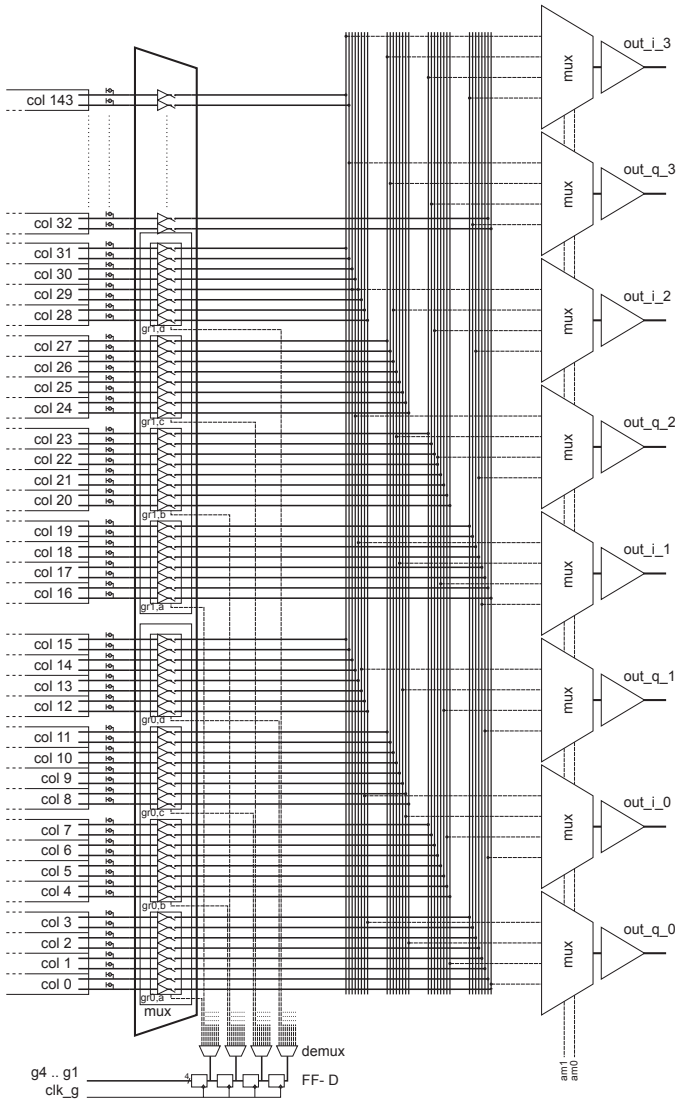 out_i_3
mux
col 143
out_q_3
mux
col 32
col 31
col 30
out_i_2
col 29
mux
col 28
gr1,d
col 27
col 26
col 25
out_q_2
col 24
gr1,c
mux
col 23
col 22
col 21
col 20
gr1,b
out_i_1
col 19
col 18
mux
col 17
col 16
gr1,a
col 15
out_q_1
col 14
mux
col 13
col 12
gr0,d
col 11
col 10
col 9
out_i_0
col 8
gr0,c
mux
col 7
col 6
col 5
col 4
gr0,b
out_q_0
col 3
col 2
mux
col 1
col 0
gr0,a
mux
demux
am1
am0
g4 .. g1
4
FF- D
clk_g